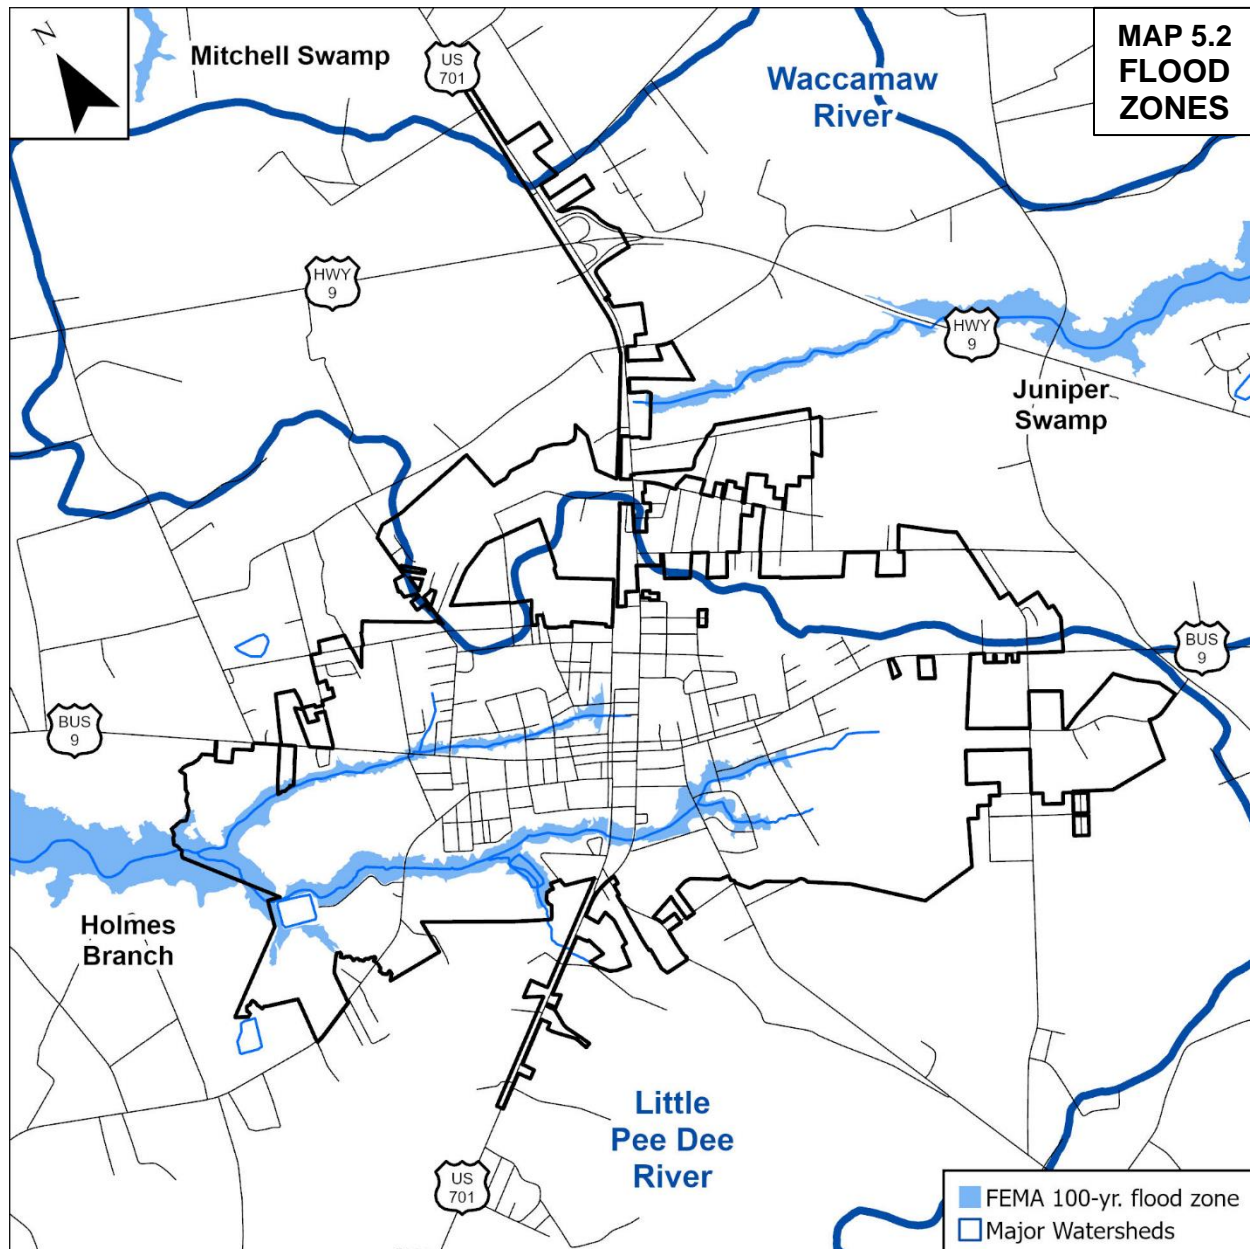 N
Mitchell Swamp
US
701
Waccamaw
River
MAP 5.2
FLOOD
ZONES
HWY
9
HWY
9
Juniper
Swamp
BUS
9
BUS
9
Holmes
Branch
Little
Pee Dee
River
US
701
FEMA 100-yr. flood zone
Major Watersheds